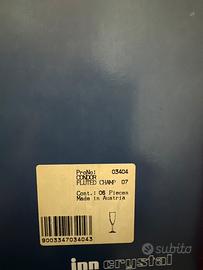 ProNo: 03404
CONDOR
FLUTED CHAMP 07
Cont.: 06 Pieces
Made in Austria
9003347034043
inn crystal
subito